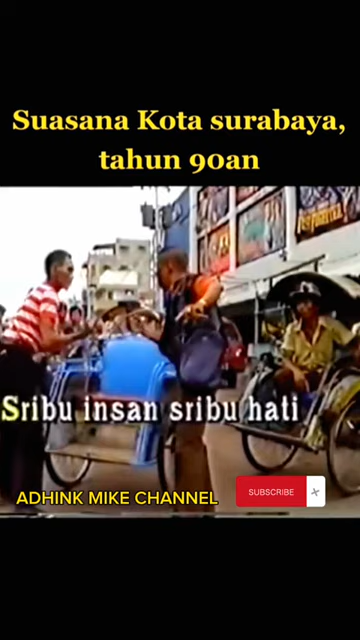 Suasana Kota surabaya,
tahun 90an
Sribu insan sribu hati
ADHINK MIKE CHANNEL
SUBSCRIBE